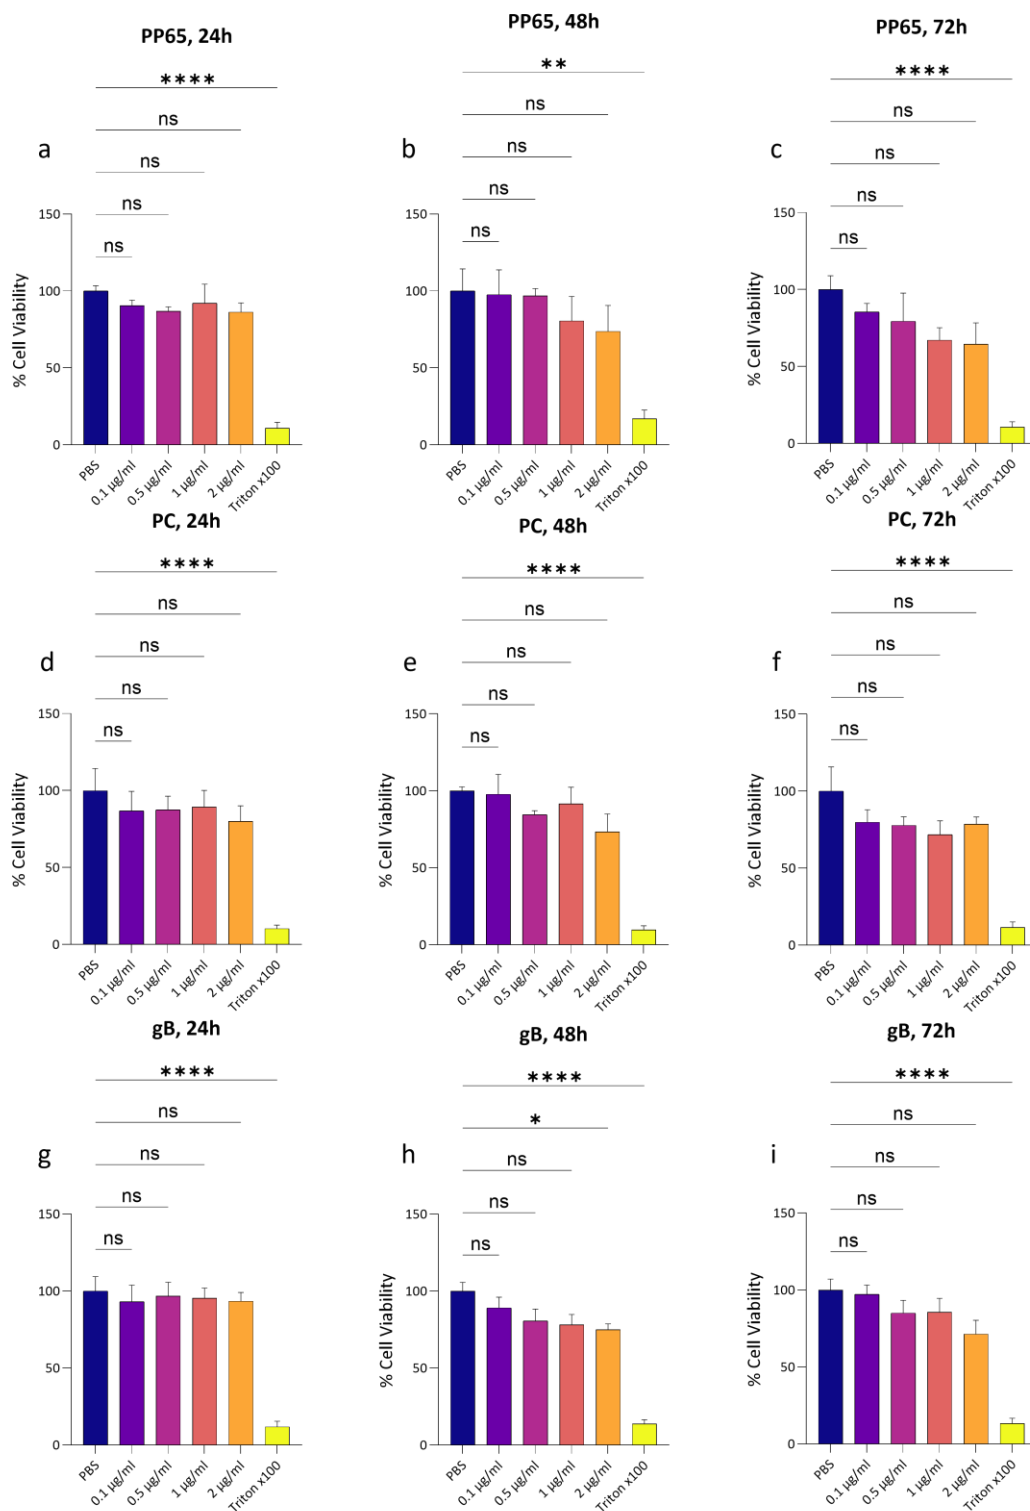 PP65, 24h
****
ns
ns
ns
ns
a
% Cell Viability
150
100
50
0
PBS
0.1 µg/ml
0.5 µg/ml
1 µg/ml
2 µg/ml
Triton x100
PP65, 48h
**
ns
ns
ns
ns
b
% Cell Viability
150
100
50
0
PBS
0.1 µg/ml
0.5 µg/ml
1 µg/ml
2 µg/ml
Triton x100
PP65, 72h
****
ns
ns
ns
ns
c
% Cell Viability
150
100
50
0
PBS
0.1 µg/ml
0.5 µg/ml
1 µg/ml
2 µg/ml
Triton x100
PC, 24h
****
ns
ns
ns
ns
d
% Cell Viability
150
100
50
0
PBS
0.1 µg/ml
0.5 µg/ml
1 µg/ml
2 µg/ml
Triton x100
PC, 48h
****
ns
ns
ns
ns
e
% Cell Viability
150
100
50
0
PBS
0.1 µg/ml
0.5 µg/ml
1 µg/ml
2 µg/ml
Triton x100
PC, 72h
****
ns
ns
ns
ns
f
% Cell Viability
150
100
50
0
PBS
0.1 µg/ml
0.5 µg/ml
1 µg/ml
2 µg/ml
Triton x100
gB, 24h
****
ns
ns
ns
ns
g
% Cell Viability
150
100
50
0
PBS
0.1 µg/ml
0.5 µg/ml
1 µg/ml
2 µg/ml
Triton x100
gB, 48h
****
*
ns
ns
ns
h
% Cell Viability
150
100
50
0
PBS
0.1 µg/ml
0.5 µg/ml
1 µg/ml
2 µg/ml
Triton x100
gB, 72h
****
ns
ns
ns
ns
i
% Cell Viability
150
100
50
0
PBS
0.1 µg/ml
0.5 µg/ml
1 µg/ml
2 µg/ml
Triton x100